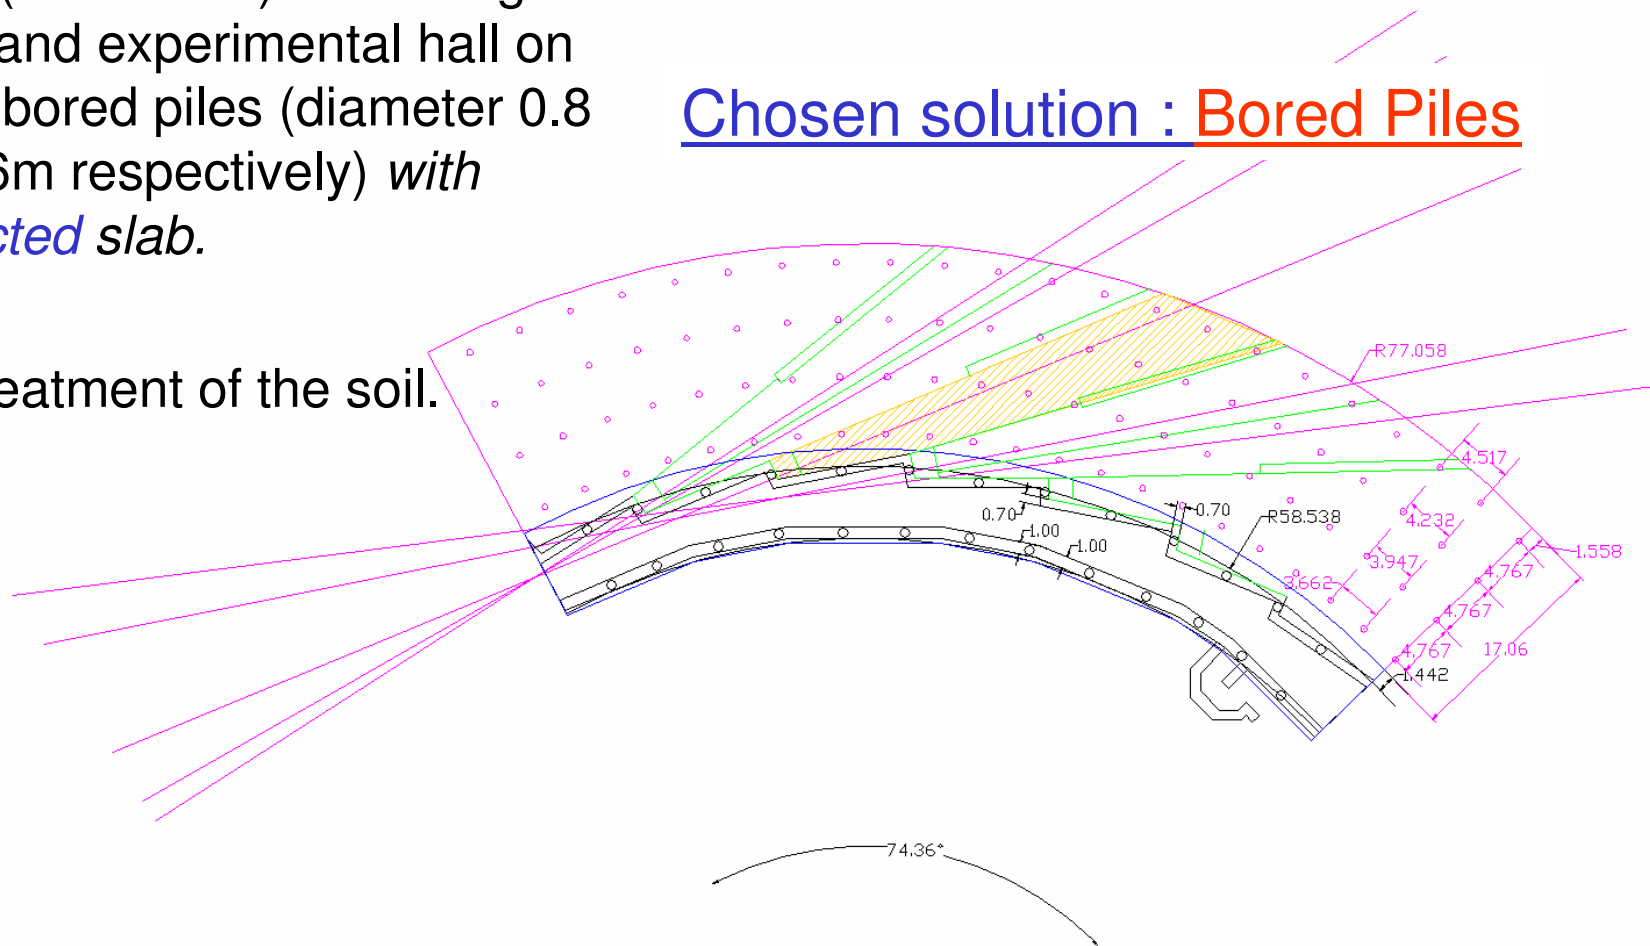 and experimental hall on
bored piles (diameter 0.8
6m respectively) with
cted slab.
eatment of the soil.
Chosen solution : Bored Piles
R77.058
4.517
0.70
0.70
R58.538
4.232
1.00
1.00
1.558
3.947
4.767
3.662
4.767
4.767
17.06
1.442
74.36°